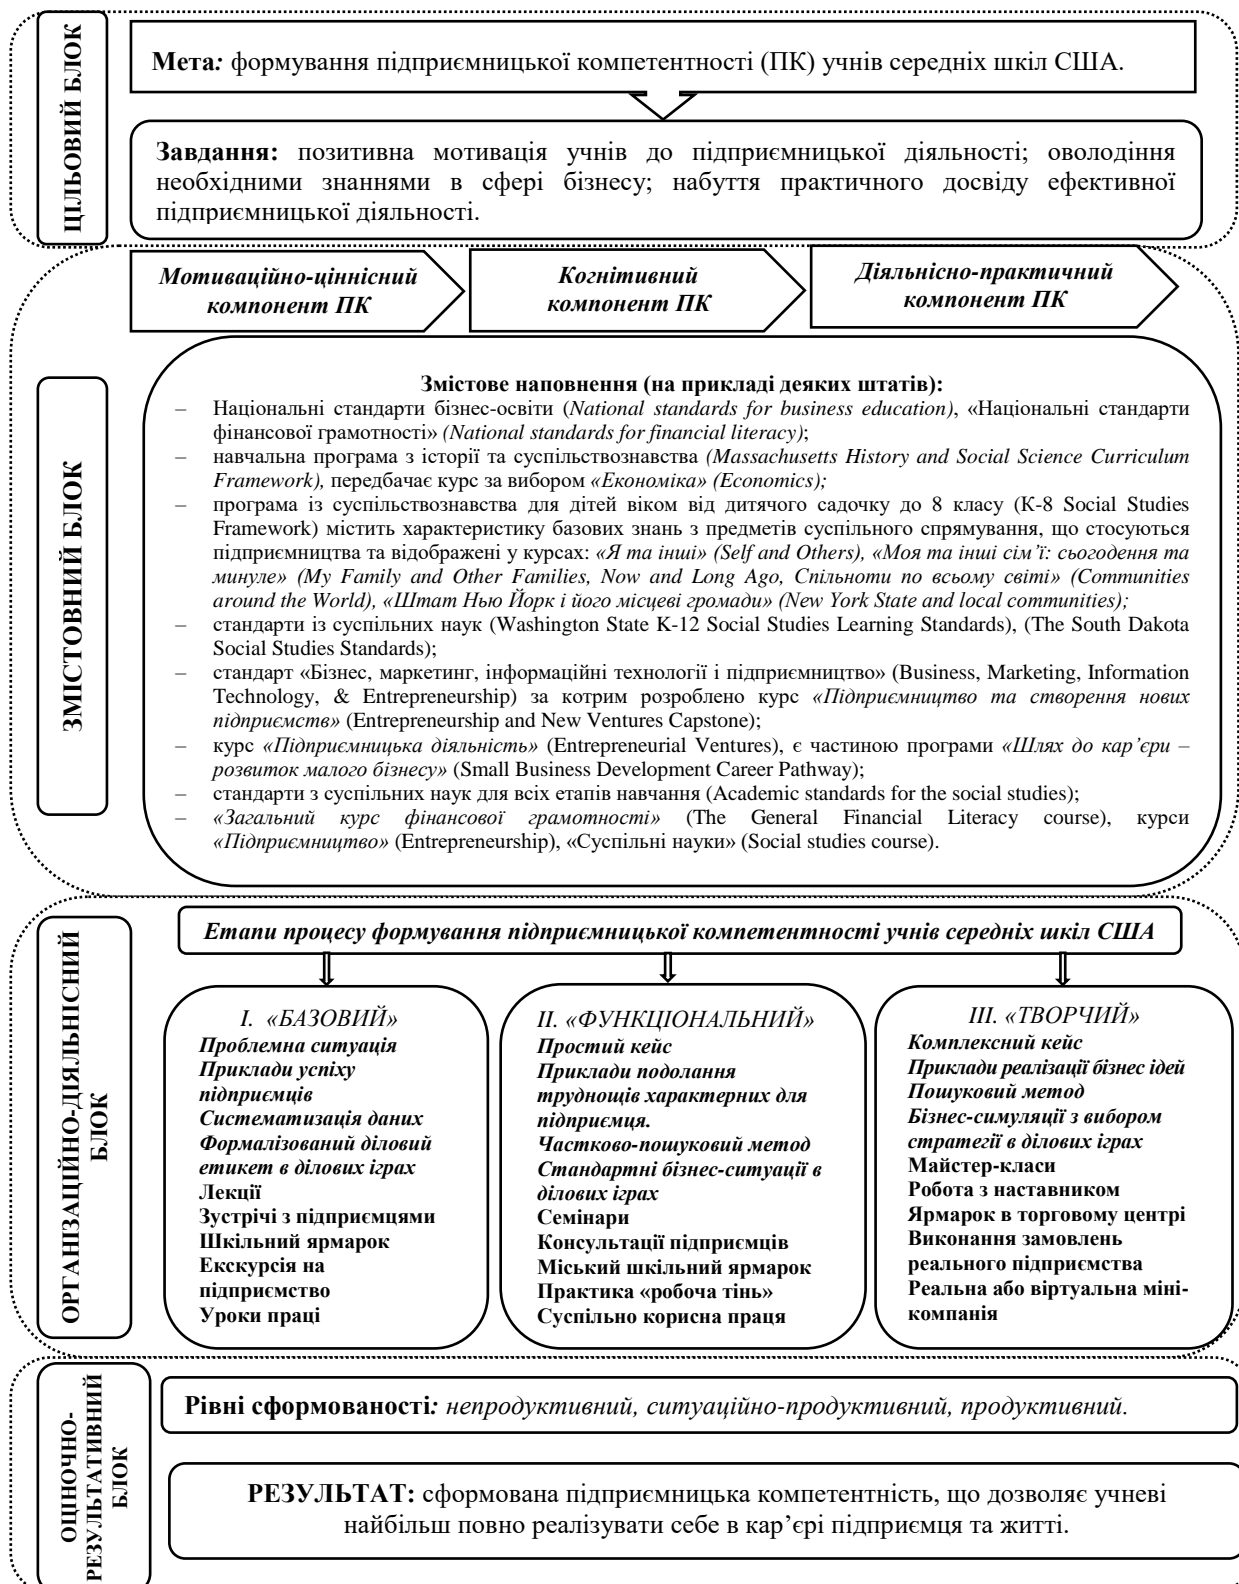 ЦІЛЬОВИЙ БЛОК
Мета: формування підприємницької компетентності (ПК) учнів середніх шкіл США.
Завдання: позитивна мотивація учнів до підприємницької діяльності; оволодіння
необхідними знаннями в сфері бізнесу; набуття практичного досвіду ефективної
підприємницької діяльності.
ЗМІСТОВНИЙ БЛОК
Мотиваційно-ціннісний
компонент ПК
Когнітивний
компонент ПК
Діяльнісно-практичний
компонент ПК
Змістове наповнення (на прикладі деяких штатів):
– Національні стандарти бізнес-освіти (National standards for business education), «Національні стандарти
фінансової грамотності» (National standards for financial literacy);
– навчальна програма з історії та суспільствознавства (Massachusetts History and Social Science Curriculum
Framework), передбачає курс за вибором «Економіка» (Economics);
– програма із суспільствознавства для дітей віком від дитячого садочку до 8 класу (K-8 Social Studies
Framework) містить характеристику базових знань з предметів суспільного спрямування, що стосуються
підприємництва та відображені у курсах: «Я та інші» (Self and Others), «Моя та інші сім’ї: сьогодення та
минуле» (My Family and Other Families, Now and Long Ago, Спільноти по всьому світі» (Communities
around the World), «Штат Нью Йорк і його місцеві громади» (New York State and local communities);
– стандарти із суспільних наук (Washington State K-12 Social Studies Learning Standards), (The South Dakota
Social Studies Standards);
– стандарт «Бізнес, маркетинг, інформаційні технології і підприємництво» (Business, Marketing, Information
Technology, & Entrepreneurship) за котрим розроблено курс «Підприємництво та створення нових
підприємств» (Entrepreneurship and New Ventures Capstone);
– курс «Підприємницька діяльність» (Entrepreneurial Ventures), є частиною програми «Шлях до кар’єри –
розвиток малого бізнесу» (Small Business Development Career Pathway);
– стандарти з суспільних наук для всіх етапів навчання (Academic standards for the social studies);
– «Загальний курс фінансової грамотності» (The General Financial Literacy course), курси
«Підприємництво» (Entrepreneurship), «Суспільні науки» (Social studies course).
ОРГАНІЗАЦІЙНО-ДІЯЛЬНІСНИЙ
БЛОК
Етапи процесу формування підприємницької компетентності учнів середніх шкіл США
I. «БАЗОВИЙ»
Проблемна ситуація
Приклади успіху
підприємців
Систематизація даних
Формалізований діловий
етикет в ділових іграх
Лекції
Зустрічі з підприємцями
Шкільний ярмарок
Екскурсія на
підприємство
Уроки праці
II. «ФУНКЦІОНАЛЬНИЙ»
Простий кейс
Приклади подолання
труднощів характерних для
підприємця.
Частково-пошуковий метод
Стандартні бізнес-ситуації в
ділових іграх
Семінари
Консультації підприємців
Міський шкільний ярмарок
Практика «робоча тінь»
Суспільно корисна праця
III. «ТВОРЧИЙ»
Комплексний кейс
Приклади реалізації бізнес ідей
Пошуковий метод
Бізнес-симуляції з вибором
стратегії в ділових іграх
Майстер-класи
Робота з наставником
Ярмарок в торговому центрі
Виконання замовлень
реального підприємства
Реальна або віртуальна міні-
компанія
ОЦІНОЧНО-
РЕЗУЛЬТАТИВНИЙ
БЛОК
Рівні сформованості: непродуктивний, ситуаційно-продуктивний, продуктивний.
РЕЗУЛЬТАТ: сформована підприємницька компетентність, що дозволяє учневі
найбільш повно реалізувати себе в кар’єрі підприємця та житті.